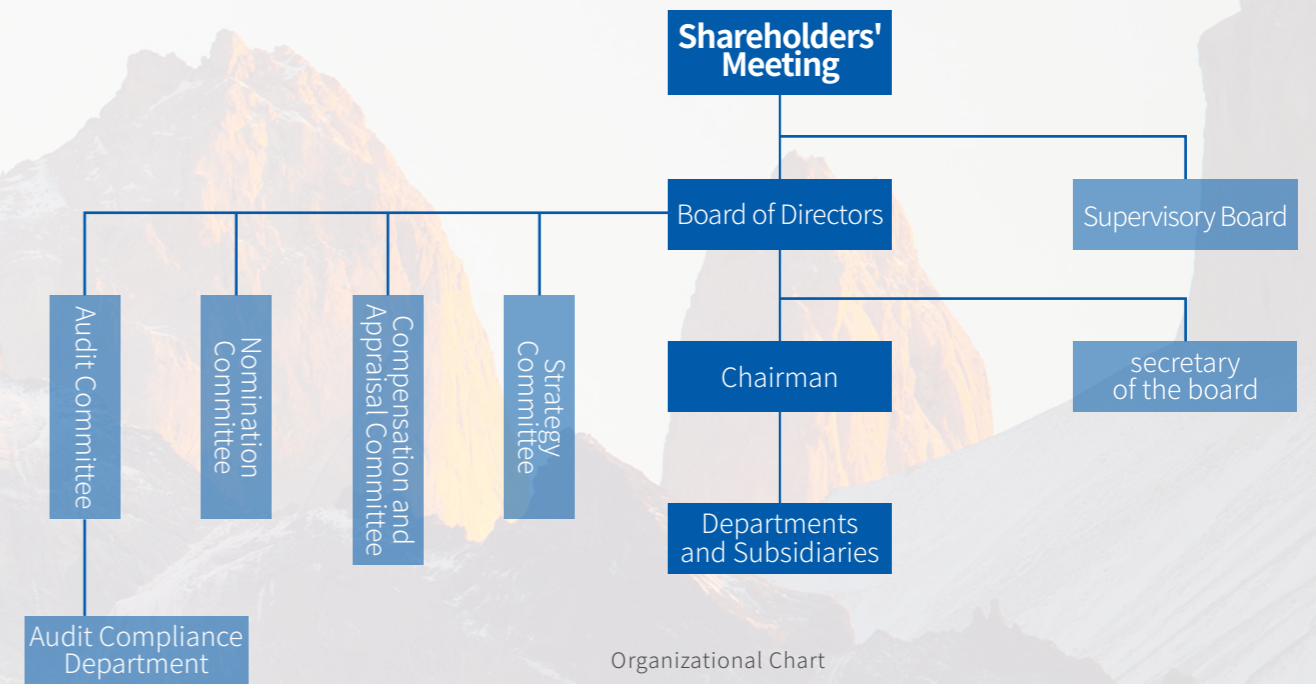 Shareholders'
Meeting
Board of Directors
Supervisory Board
Audit Committee
Nomination
Committee
Compensation and
Appraisal Committee
Strategy
Committee
Chairman
secretary
of the board
Departments
and Subsidiaries
Audit Compliance
Department
Organizational Chart